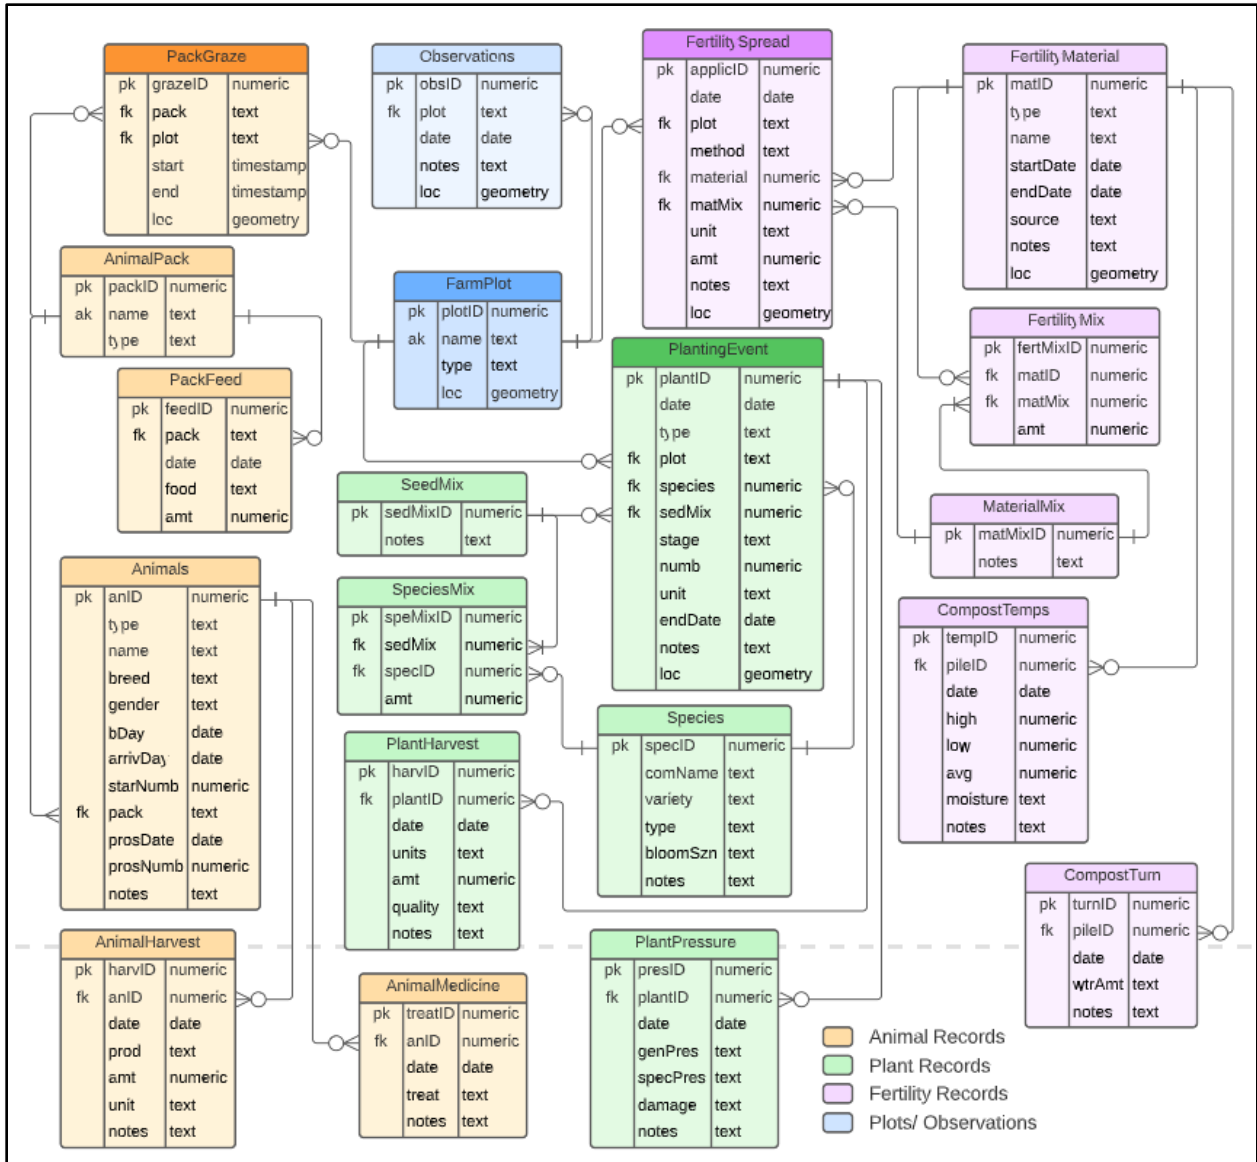 PackGraze
pk grazeID numeric
fk pack text
fk plot text
start timestamp
end timestamp
loc geometry
Observations
pk obsID numeric
fk plot text
date date
notes text
loc geometry
FertilitySpread
pk applicID numeric
date date
fk plot text
method text
fk material numeric
fk matMix numeric
unit text
amt numeric
notes text
loc geometry
FertilityMaterial
pk matID numeric
type text
name text
startDate date
endDate date
source text
notes text
loc geometry
AnimalPack
pk packID numeric
ak name text
type text
FarmPlot
pk plotID numeric
ak name text
type text
loc geometry
FertilityMix
pk fertMixID numeric
fk matID numeric
fk matMix numeric
amt numeric
PackFeed
pk feedID numeric
fk pack text
date date
food text
amt numeric
PlantingEvent
pk plantID numeric
date date
type text
fk plot text
fk species numeric
fk sedMix numeric
stage text
numb numeric
unit text
endDate date
notes text
loc geometry
SeedMix
pk sedMixID numeric
notes text
MaterialMix
pk matMixID numeric
notes text
Animals
pk anID numeric
type text
name text
breed text
gender text
bDay date
arrivDay date
starNumb numeric
fk pack text
prosDate date
prosNumb numeric
notes text
SpeciesMix
pk speMixID numeric
fk sedMix numeric
fk specID numeric
amt numeric
CompostTemps
pk tempID numeric
fk pileID numeric
date date
high numeric
low numeric
avg numeric
moisture text
notes text
Species
pk specID numeric
comName text
variety text
type text
bloomSzn text
notes text
PlantHarvest
pk harvID numeric
fk plantID numeric
date date
units text
amt numeric
quality text
notes text
CompostTurn
pk turnID numeric
fk pileID numeric
date date
wtrAmt text
notes text
AnimalHarvest
pk harvID numeric
fk anID numeric
date date
prod text
amt numeric
unit text
notes text
AnimalMedicine
pk treatID numeric
fk anID numeric
date date
treat text
notes text
PlantPressure
pk presID numeric
fk plantID numeric
date date
genPres text
specPres text
damage text
notes text
Animal Records
Plant Records
Fertility Records
Plots/ Observations